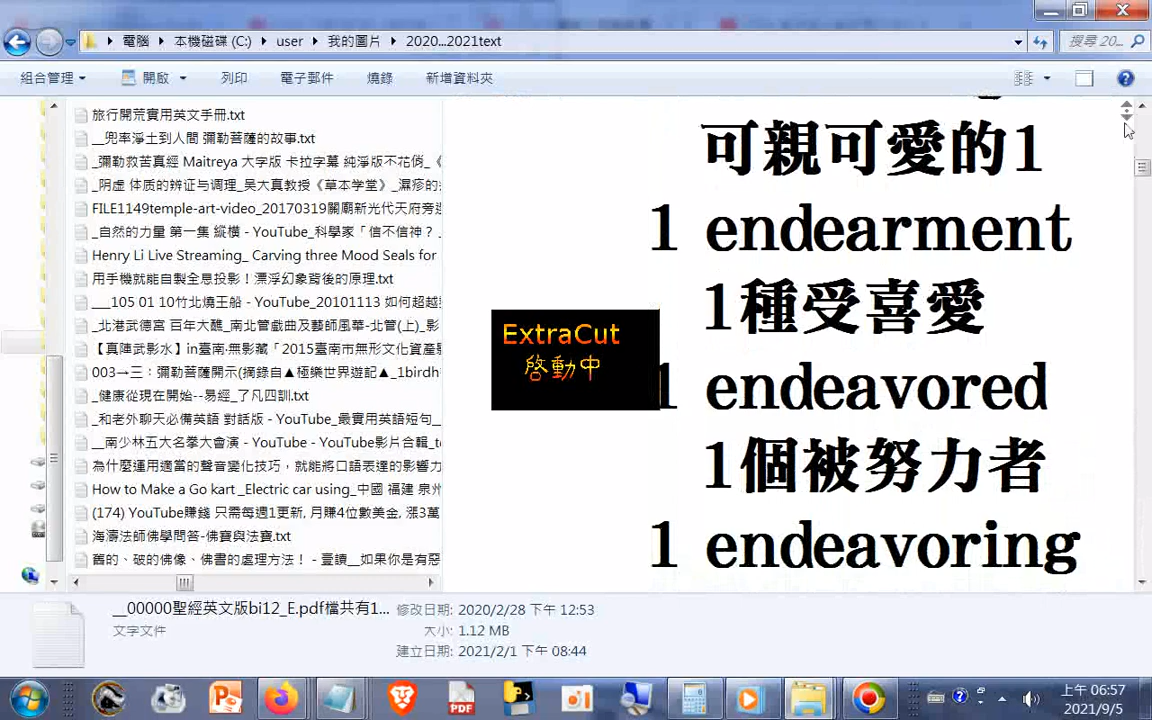 電腦 ▸ 本機磁碟 (C:) ▸ user ▸ 我的圖片 ▸ 2020...2021text
搜尋 20...
組合管理 開啟 列印 電子郵件 燒錄 新增資料夾
旅行開荒實用英文手冊.txt
__兜率淨土到人間 彌勒菩薩的故事.txt
_彌勒救苦真經 Maitreya 大字版 卡拉字幕 純淨版不花俏_《
_阴虚 体质的辨证与调理_吴大真教授《草本学堂》_濕疹的
FILE1149temple-art-video_20170319關廟新光代天府旁
_自然的力量 第一集 縱橫 - YouTube_科學家「信不信神？
Henry Li Live Streaming_ Carving three Mood Seals for
用手機就能自製全息投影！漂浮幻象背後的原理.txt
___105 01 10竹北燒王船 - YouTube_20101113 如何超越
_北港武德宮 百年大醮_南北管戲曲及藝師風華-北管(上)_影
【真陣武影水】in臺南·無影藏「2015臺南市無形文化資產
003→三：彌勒菩薩開示(摘錄自▲極樂世界遊記▲_1birdh
_健康從現在開始--易經_了凡四訓.txt
_和老外聊天必備英語 對話版 - YouTube_最實用英語短句__
__南少林五大名拳大會演 - YouTube - YouTube影片合輯_t
為什麼運用適當的聲音變化技巧，就能將口語表達的影響力
How to Make a Go kart _Electric car using_中國 福建 泉州
(174) YouTube賺錢 只需每週1更新, 月賺4位數美金, 漲3萬
海濤法師佛學問答-佛寶與法寶.txt
舊的、破的佛像、佛書的處理方法！ - 壹讀__如果你是有惡
可親可愛的1
1 endearment
1種受喜愛
1 endeavored
1個被努力者
1 endeavoring
ExtraCut
啓動中
__00000聖經英文版bi12_E.pdf檔共有1...
文字文件
修改日期: 2020/2/28 下午 12:53
大小: 1.12 MB
建立日期: 2021/2/1 下午 08:44
上午 06:57
2021/9/5